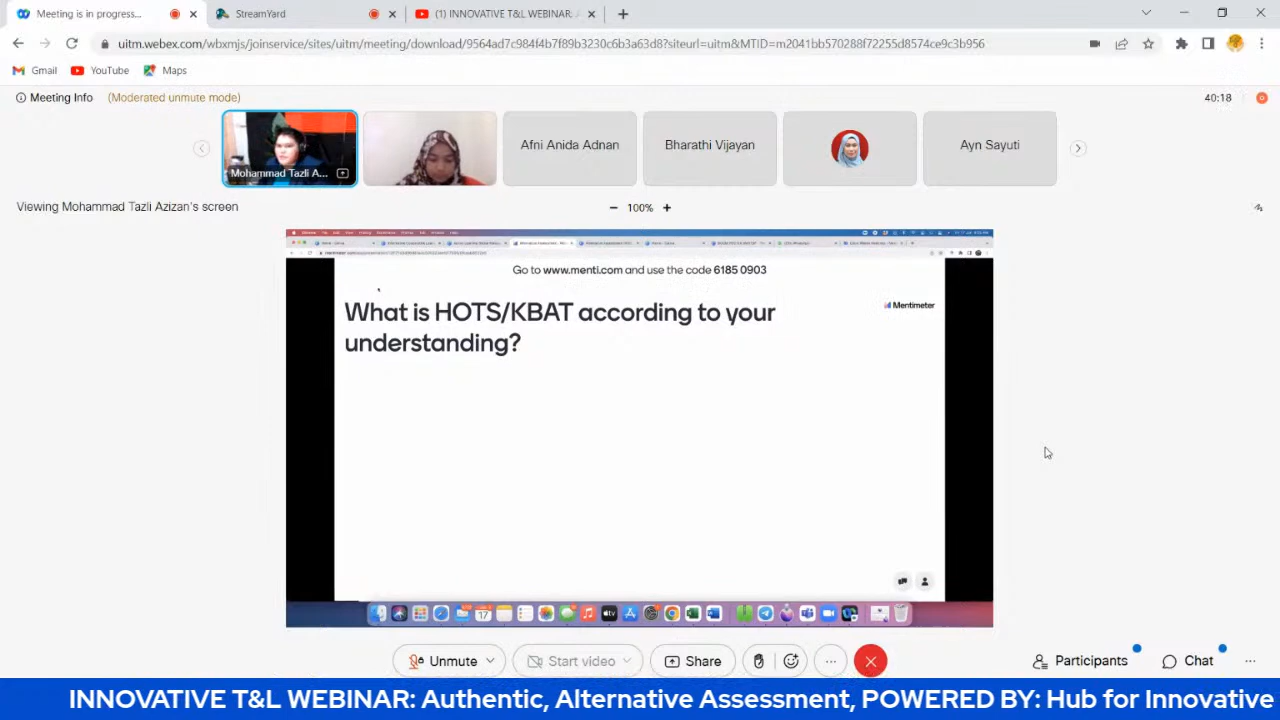 Meeting is in progress...
StreamYard
(1) INNOVATIVE T&L WEBINAR:
uitm.webex.com/wbxmjs/joinservice/sites/uitm/meeting/download/9564ad7c984f4b7f89b3230c6b3a63d8?siteurl=uitm&MTID=m2041bb570288f72255d8574ce9c3b956
Gmail
YouTube
Maps
Meeting Info (Moderated unmute mode)
40:18
Mohammad Tazli A...
Afni Anida Adnan
Bharathi Vijayan
Ayn Sayuti
Viewing Mohammad Tazli Azizan's screen
100%
Go to www.menti.com and use the code 6185 0903
What is HOTS/KBAT according to your
understanding?
Mentimeter
17
tv
Unmute
Start video
Share
Participants
Chat
INNOVATIVE T&L WEBINAR: Authentic, Alternative Assessment, POWERED BY: Hub for Innovative